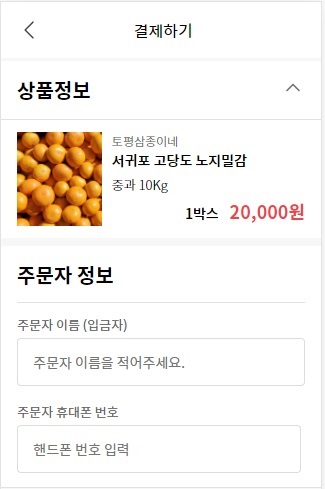 결제하기
상품정보
토평삼종이네
서귀포 고당도 노지밀감
중과 10Kg
1박스 20,000원
주문자 정보
주문자 이름 (입금자)
주문자 이름을 적어주세요.
주문자 휴대폰 번호
핸드폰 번호 입력